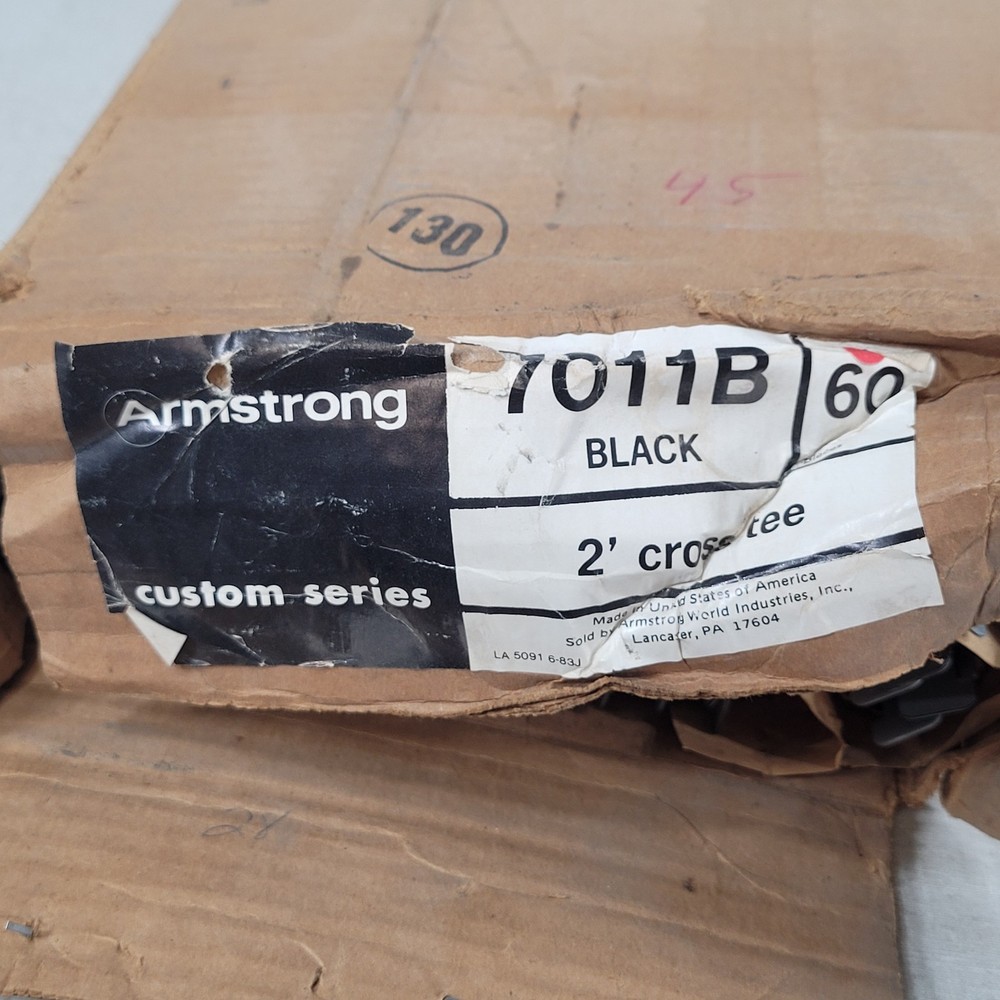 45
130
Armstrong
custom series
7011B
60
BLACK
2' cross tee
Made in United States of America
Sold by Armstrong World Industries, Inc.,
Lancaster, PA 17604
LA 5091 6-83J
28